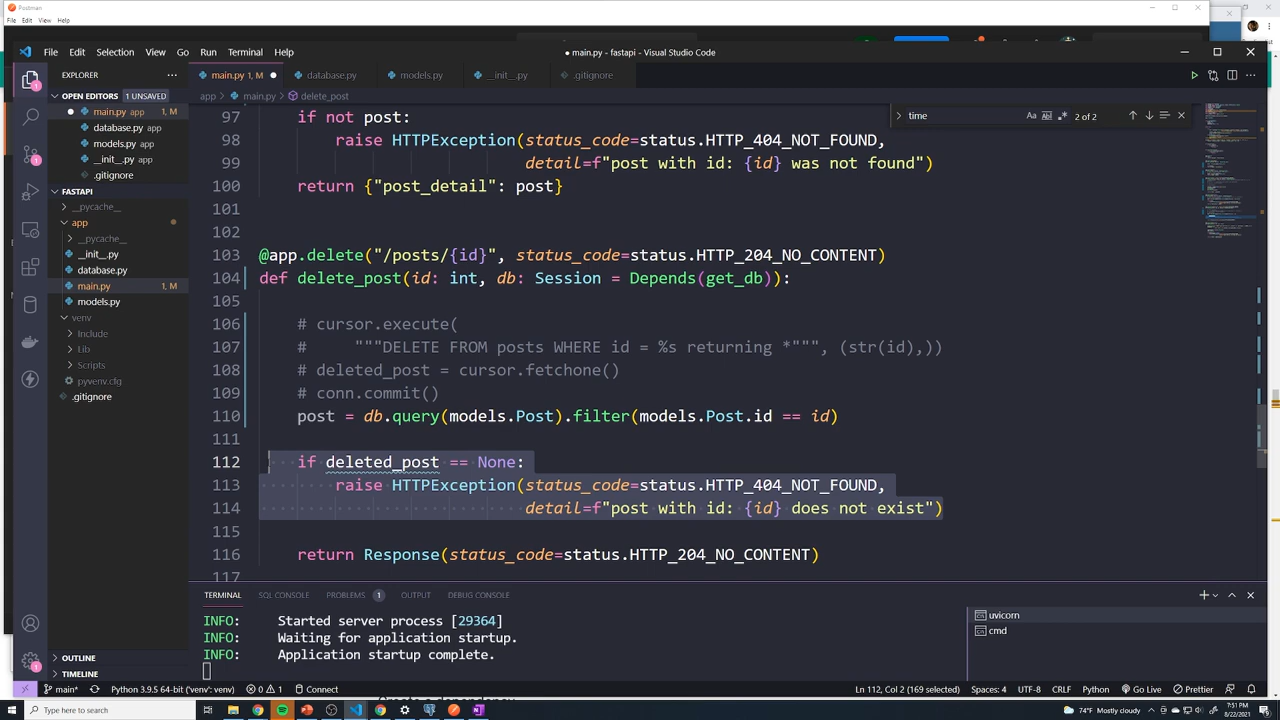 Postman
File Edit View Help
File Edit Selection View Go Run Terminal Help
● main.py - fastapi - Visual Studio Code
EXPLORER
main.py 1, M
database.py
models.py
__init__.py
.gitignore
OPEN EDITORS 1 UNSAVED
main.py app 1, M
database.py app
models.py app
__init__.py app
.gitignore
FASTAPI
__pycache__
app
__pycache__
__init__.py
database.py
main.py 1, M
models.py
venv
Include
Lib
Scripts
pyvenv.cfg
.gitignore
OUTLINE
TIMELINE
app > main.py > delete_post
time
2 of 2
97 if not post:
98 raise HTTPException(status_code=status.HTTP_404_NOT_FOUND,
99 detail=f"post with id: {id} was not found")
100 return {"post_detail": post}
101
102
103 @app.delete("/posts/{id}", status_code=status.HTTP_204_NO_CONTENT)
104 def delete_post(id: int, db: Session = Depends(get_db)):
105
106 # cursor.execute(
107 # """DELETE FROM posts WHERE id = %s returning *""", (str(id),))
108 # deleted_post = cursor.fetchone()
109 # conn.commit()
110 post = db.query(models.Post).filter(models.Post.id == id)
111
112 if deleted_post == None:
113 raise HTTPException(status_code=status.HTTP_404_NOT_FOUND,
114 detail=f"post with id: {id} does not exist")
115
116 return Response(status_code=status.HTTP_204_NO_CONTENT)
117
TERMINAL SQL CONSOLE PROBLEMS 1 OUTPUT DEBUG CONSOLE
INFO: Started server process [29364]
INFO: Waiting for application startup.
INFO: Application startup complete.
uvicorn
cmd
main* Python 3.9.5 64-bit ('venv': venv) 0 1 Connect Ln 112, Col 2 (169 selected) Spaces: 4 UTF-8 CRLF Python Go Live Prettier
Type here to search
74°F Mostly cloudy
7:51 PM
8/22/2021